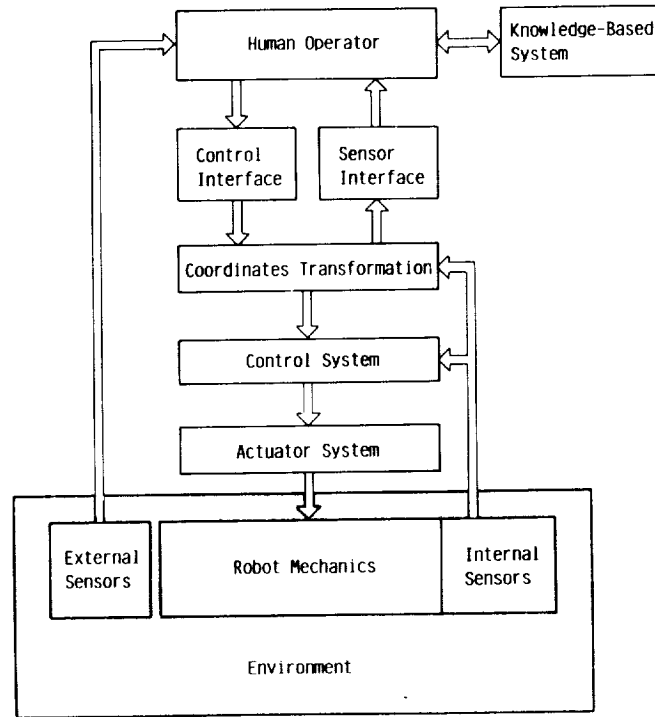 Human Operator
Knowledge-Based
System
Control
Interface
Sensor
Interface
Coordinates Transformation
Control System
Actuator System
External
Sensors
Robot Mechanics
Internal
Sensors
Environment